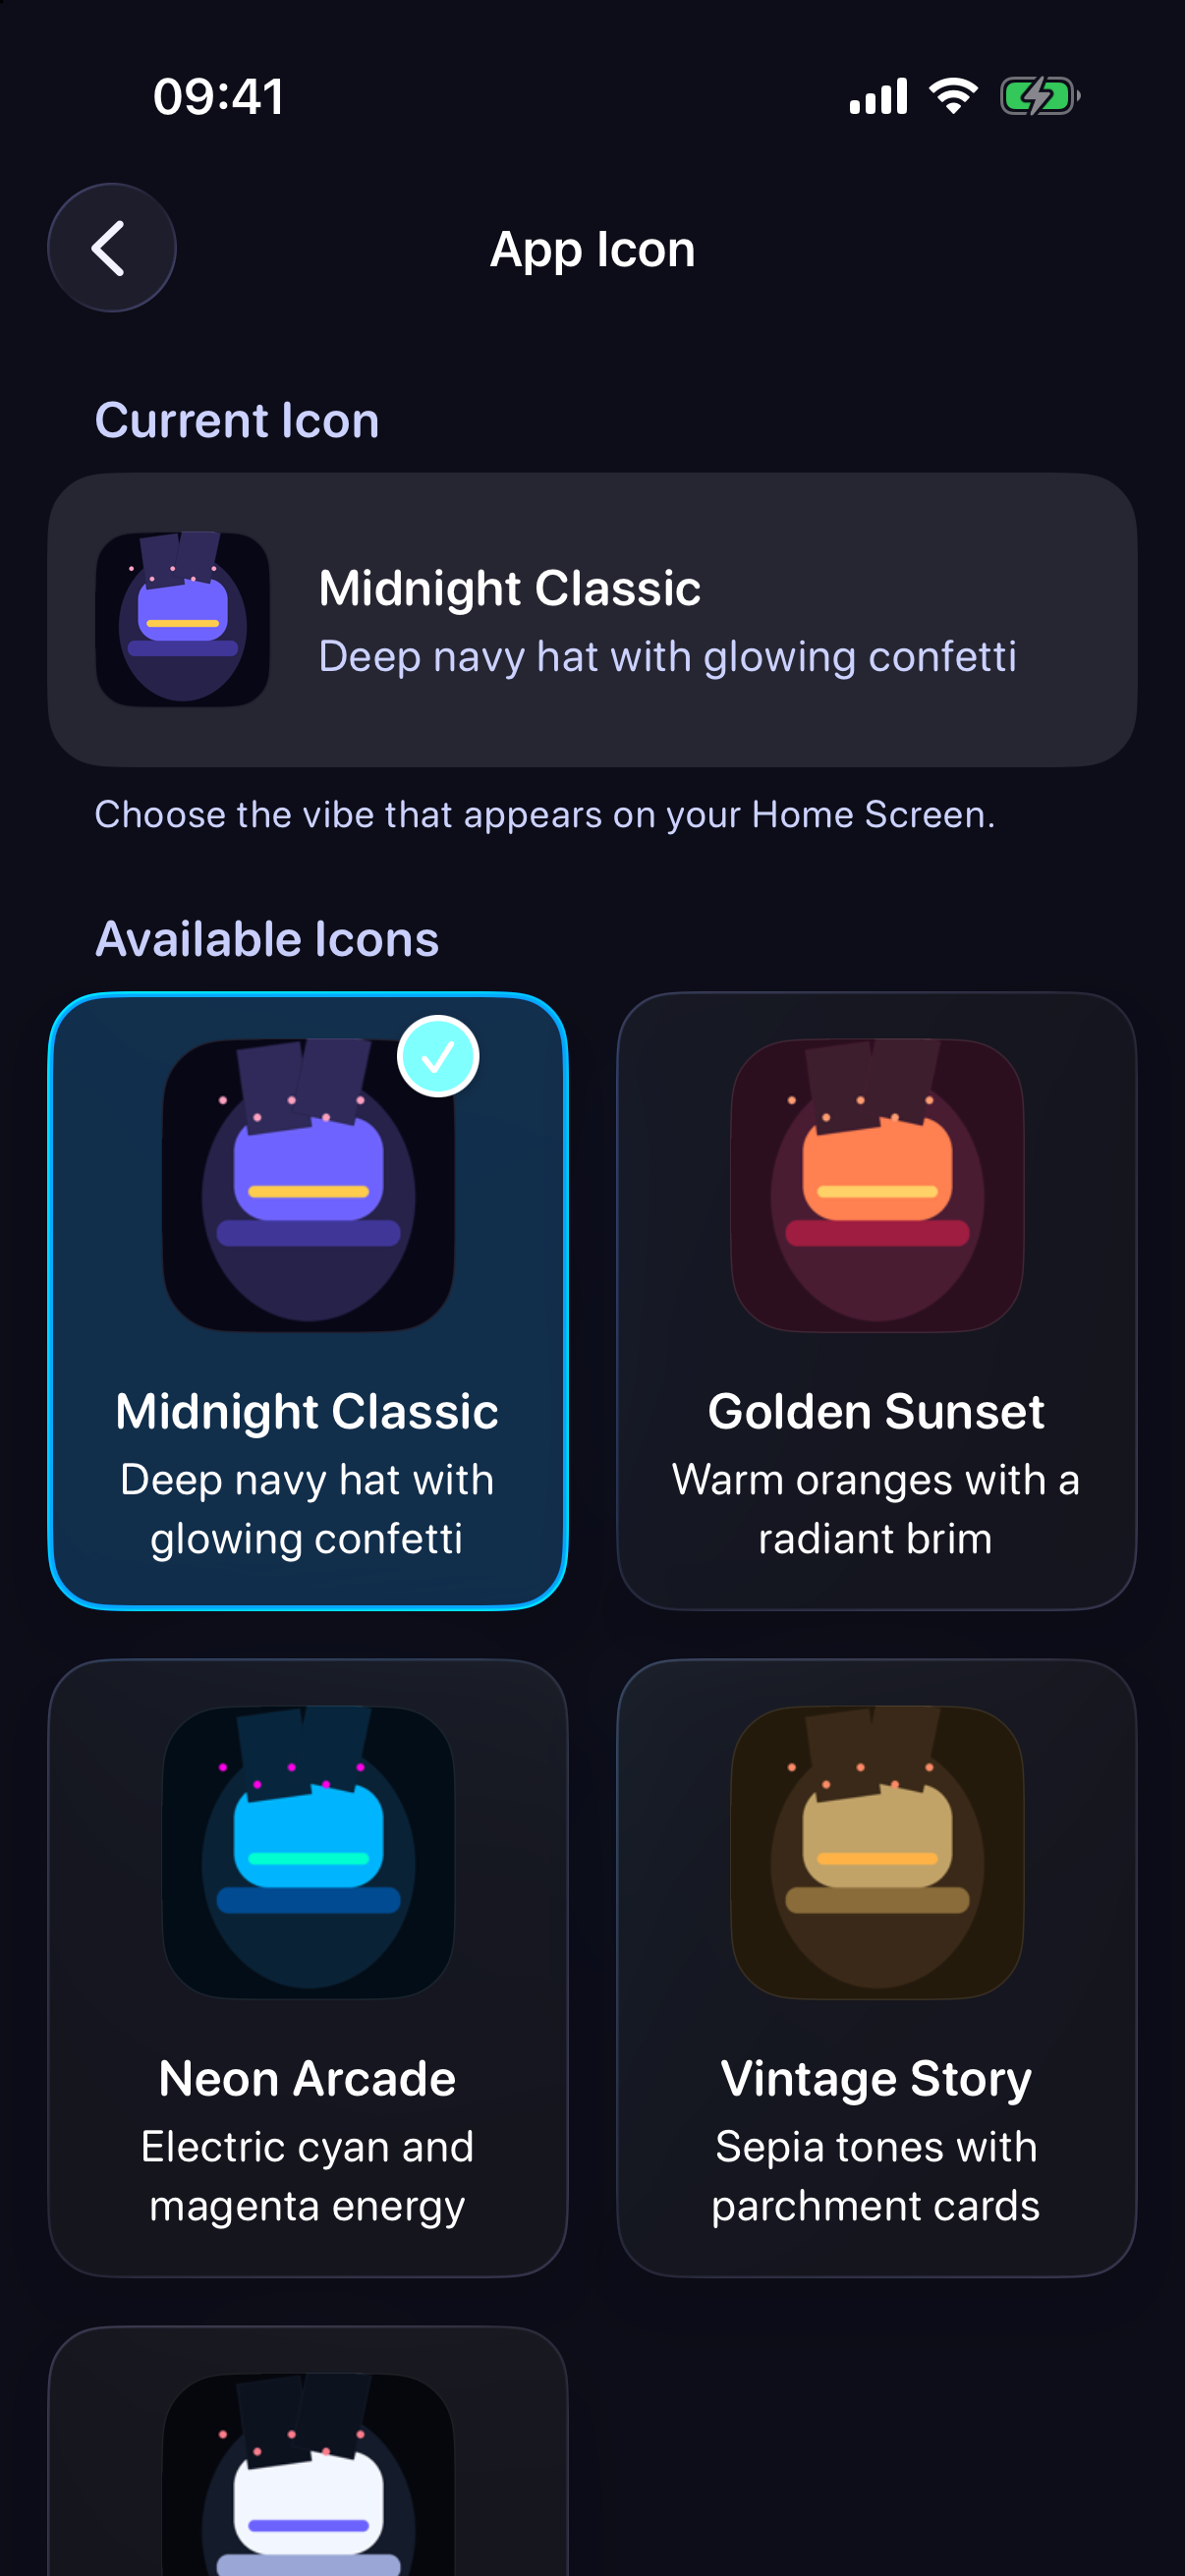 09:41
App Icon
Current Icon
Midnight Classic
Deep navy hat with glowing confetti
Choose the vibe that appears on your Home Screen.
Available Icons
Midnight Classic
Deep navy hat with
glowing confetti
Golden Sunset
Warm oranges with a
radiant brim
Neon Arcade
Electric cyan and
magenta energy
Vintage Story
Sepia tones with
parchment cards